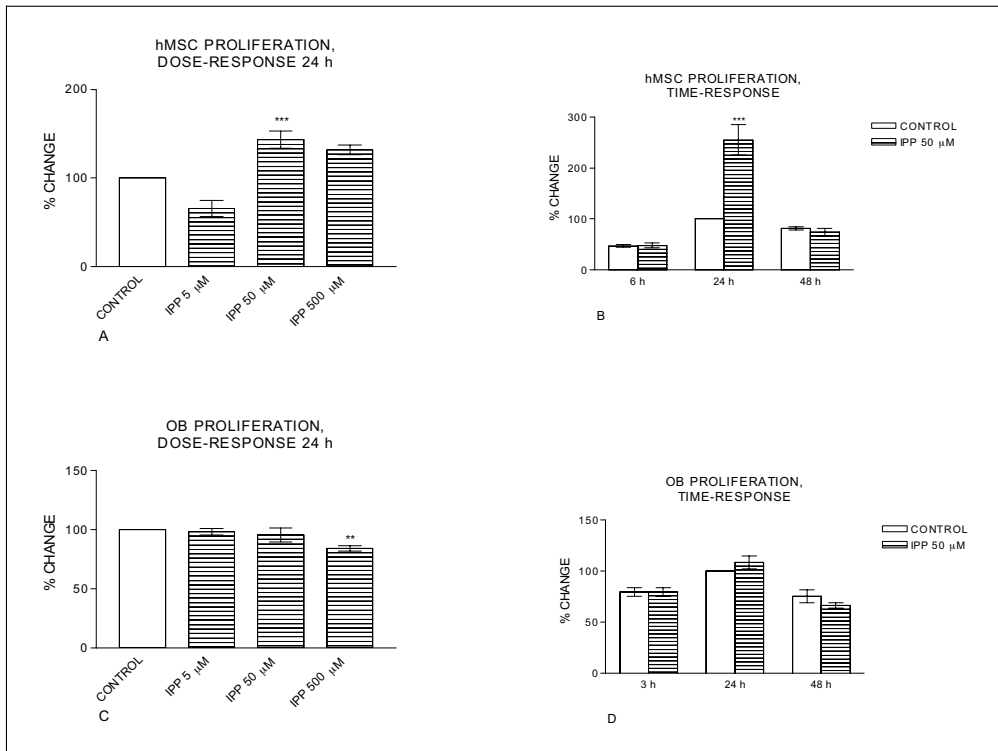 hMSC PROLIFERATION,
DOSE-RESPONSE 24 h
200
100
0
% CHANGE
***
CONTROL
IPP 5 μM
IPP 50 μM
IPP 500 μM
A
hMSC PROLIFERATION,
TIME-RESPONSE
300
200
100
0
% CHANGE
***
6 h
24 h
48 h
CONTROL
IPP 50 μM
B
OB PROLIFERATION,
DOSE-RESPONSE 24 h
150
100
50
0
% CHANGE
**
CONTROL
IPP 5 μM
IPP 50 μM
IPP 500 μM
C
OB PROLIFERATION,
TIME-RESPONSE
150
100
50
0
% CHANGE
3 h
24 h
48 h
CONTROL
IPP 50 μM
D